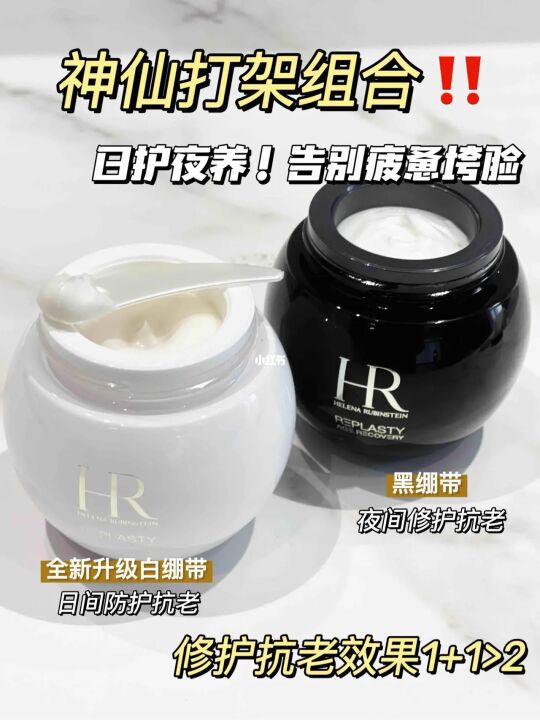 神仙打架组合‼️
日护夜养！告别疲惫垮脸
小红书
HR
HELENA RUBINSTEIN
REPLASTY
AGE RECOVERY
黑绷带
夜间修护抗老
HR
HELENA RUBINSTEIN
PLASTY
全新升级白绷带
日间防护抗老
修护抗老效果1+1>2